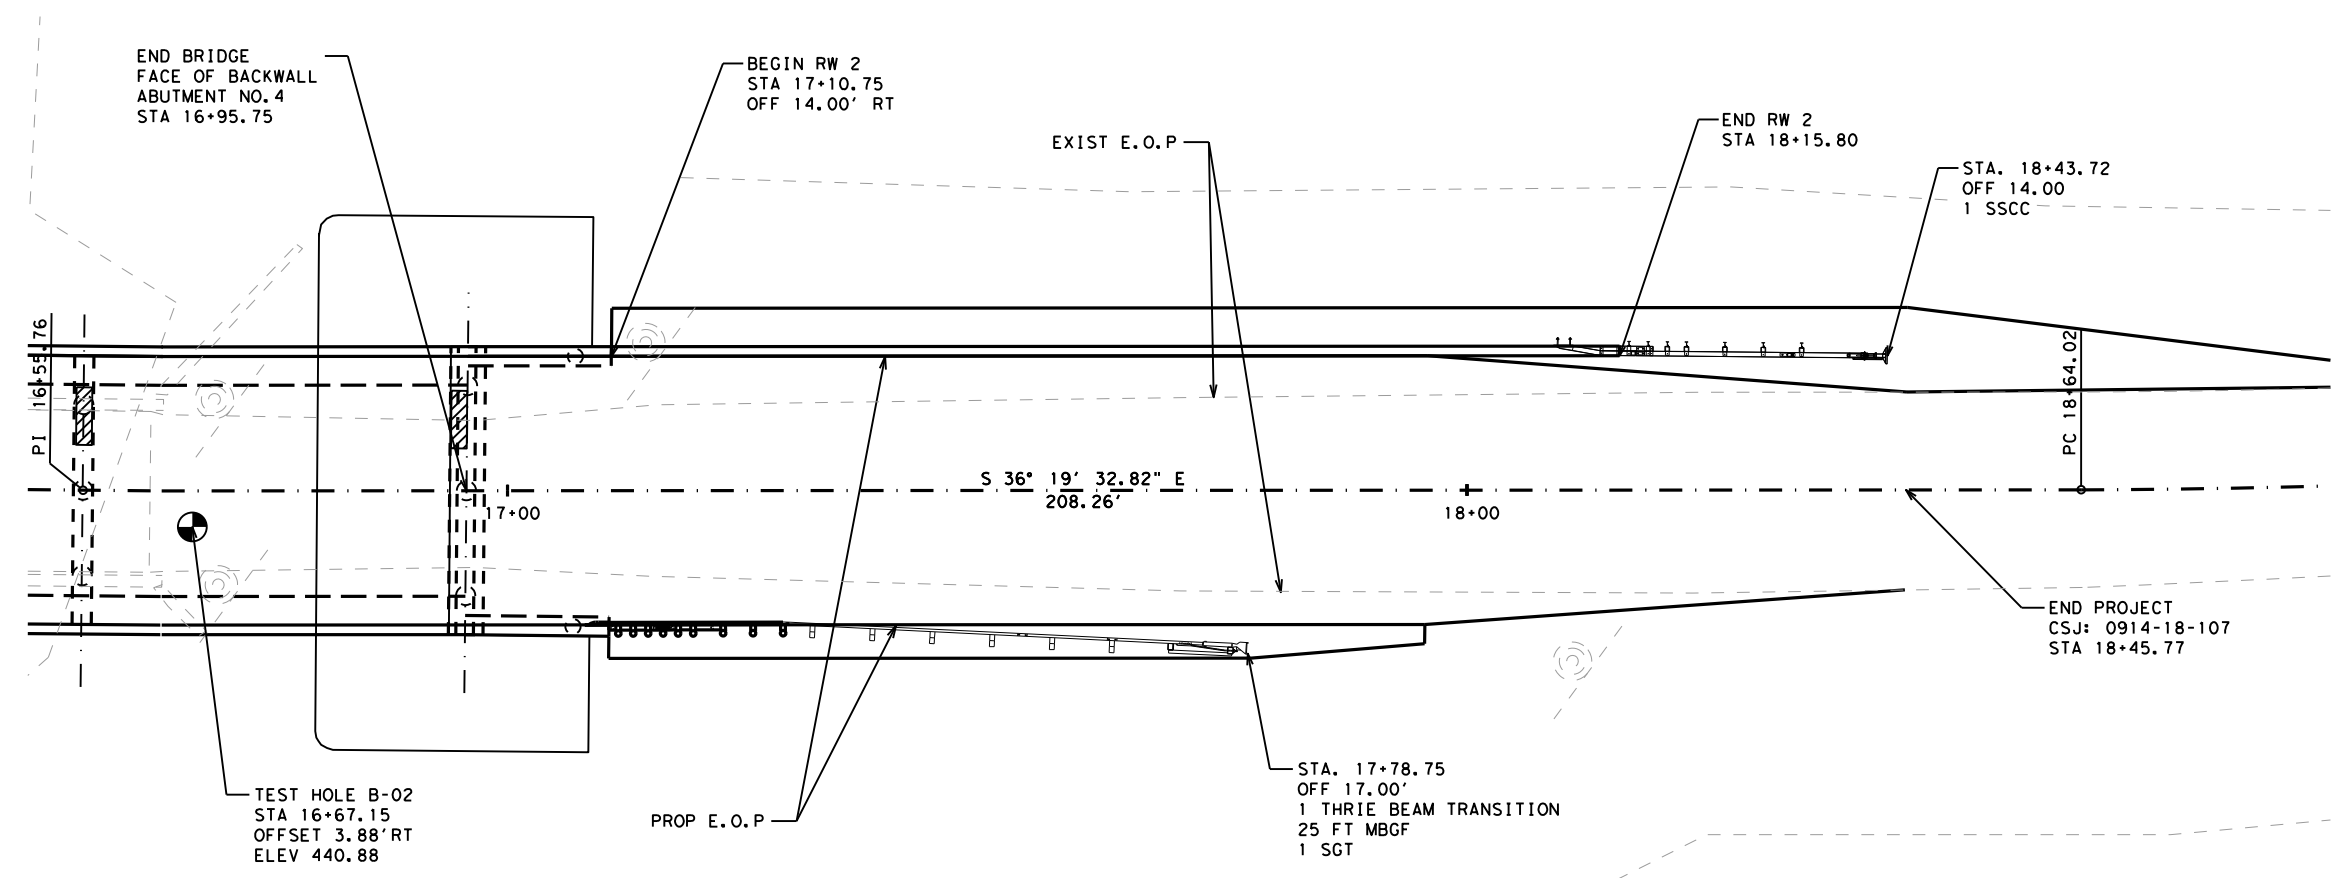 END BRIDGE
FACE OF BACKWALL
ABUTMENT NO. 4
STA 16+95.75
BEGIN RW 2
STA 17+10.75
OFF 14.00' RT
EXIST E.O.P
END RW 2
STA 18+15.80
STA. 18+43.72
OFF 14.00
1 SSCC
PI 16+55.76
PC 18+64.02
S 36° 19' 32.82" E
208.26'
17+00
18+00
END PROJECT
CSJ: 0914-18-107
STA 18+45.77
TEST HOLE B-02
STA 16+67.15
OFFSET 3.88'RT
ELEV 440.88
PROP E.O.P
STA. 17+78.75
OFF 17.00'
1 THRIE BEAM TRANSITION
25 FT MBGF
1 SGT